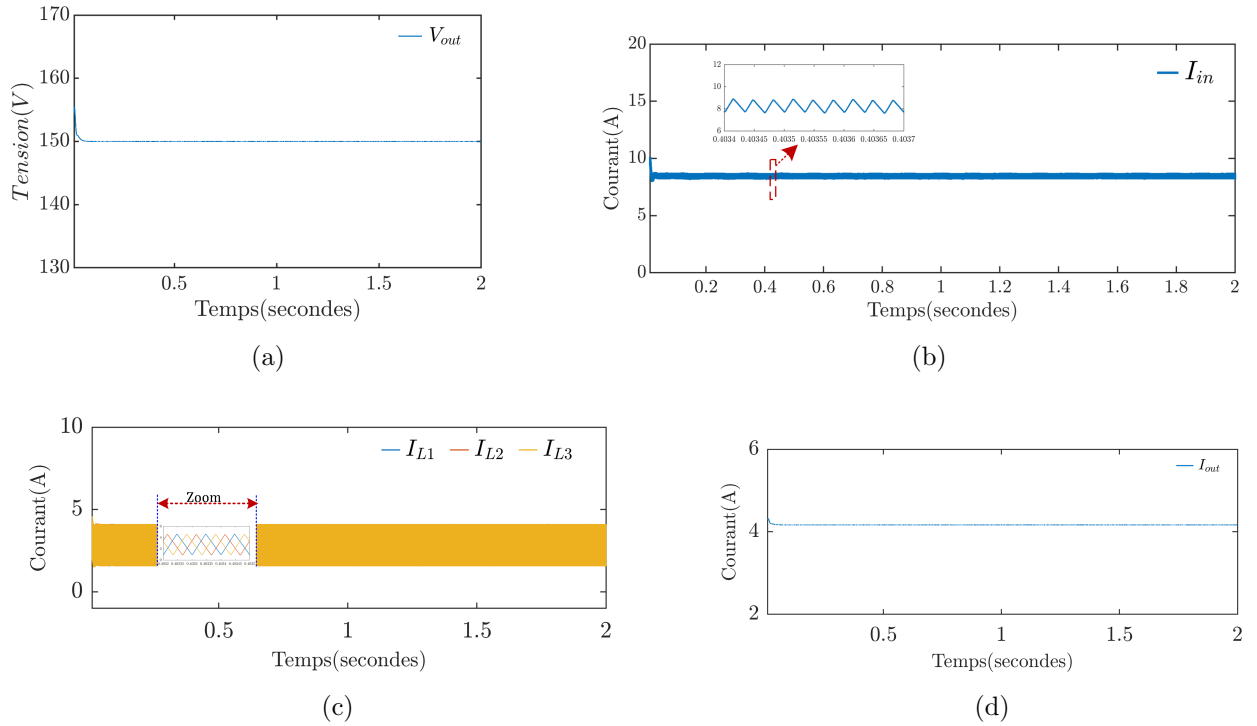 170
160
150
140
130
Tension(V)
V_out
0.5 1 1.5 2
Temps(secondes)
(a)
20
15
10
5
0
Courant(A)
I_in
12
10
8
6
0.4034 0.40345 0.4035 0.40355 0.4036 0.40365 0.4037
0.2 0.4 0.6 0.8 1 1.2 1.4 1.6 1.8 2
Temps(secondes)
(b)
10
5
0
Courant(A)
I_L1 I_L2 I_L3
Zoom
0.5 1 1.5 2
Temps(secondes)
(c)
6
4
2
Courant(A)
I_out
0.5 1 1.5 2
Temps(secondes)
(d)